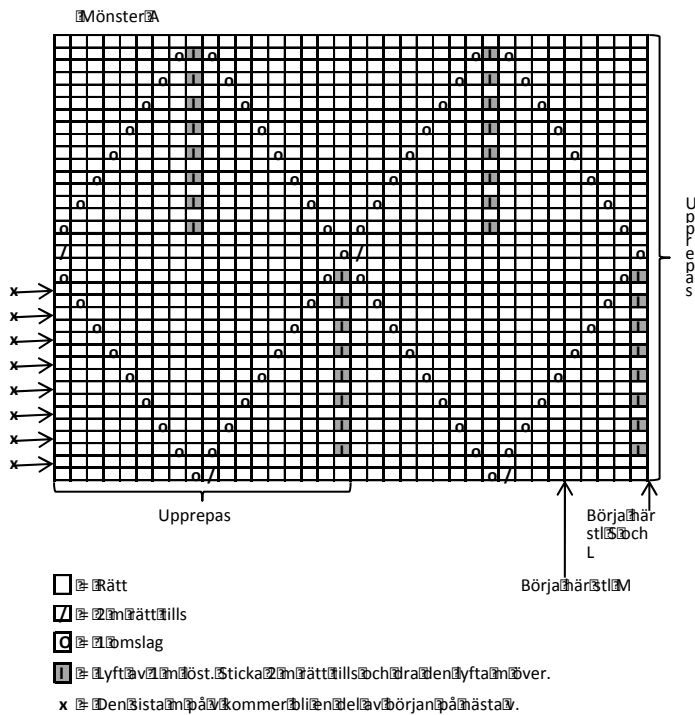 Mönster A
Upprepas
Upprepas
Börja här
stl S och
L
Börja här stl M
= Rätt
/ = 2 m rätt tills
o = 1 omslag
I = Lyft av 1 m löst. Sticka 2 m rätt tills och dra den lyfta m över.
x = Den sista m på v kommer bli en del av början på nästa v.